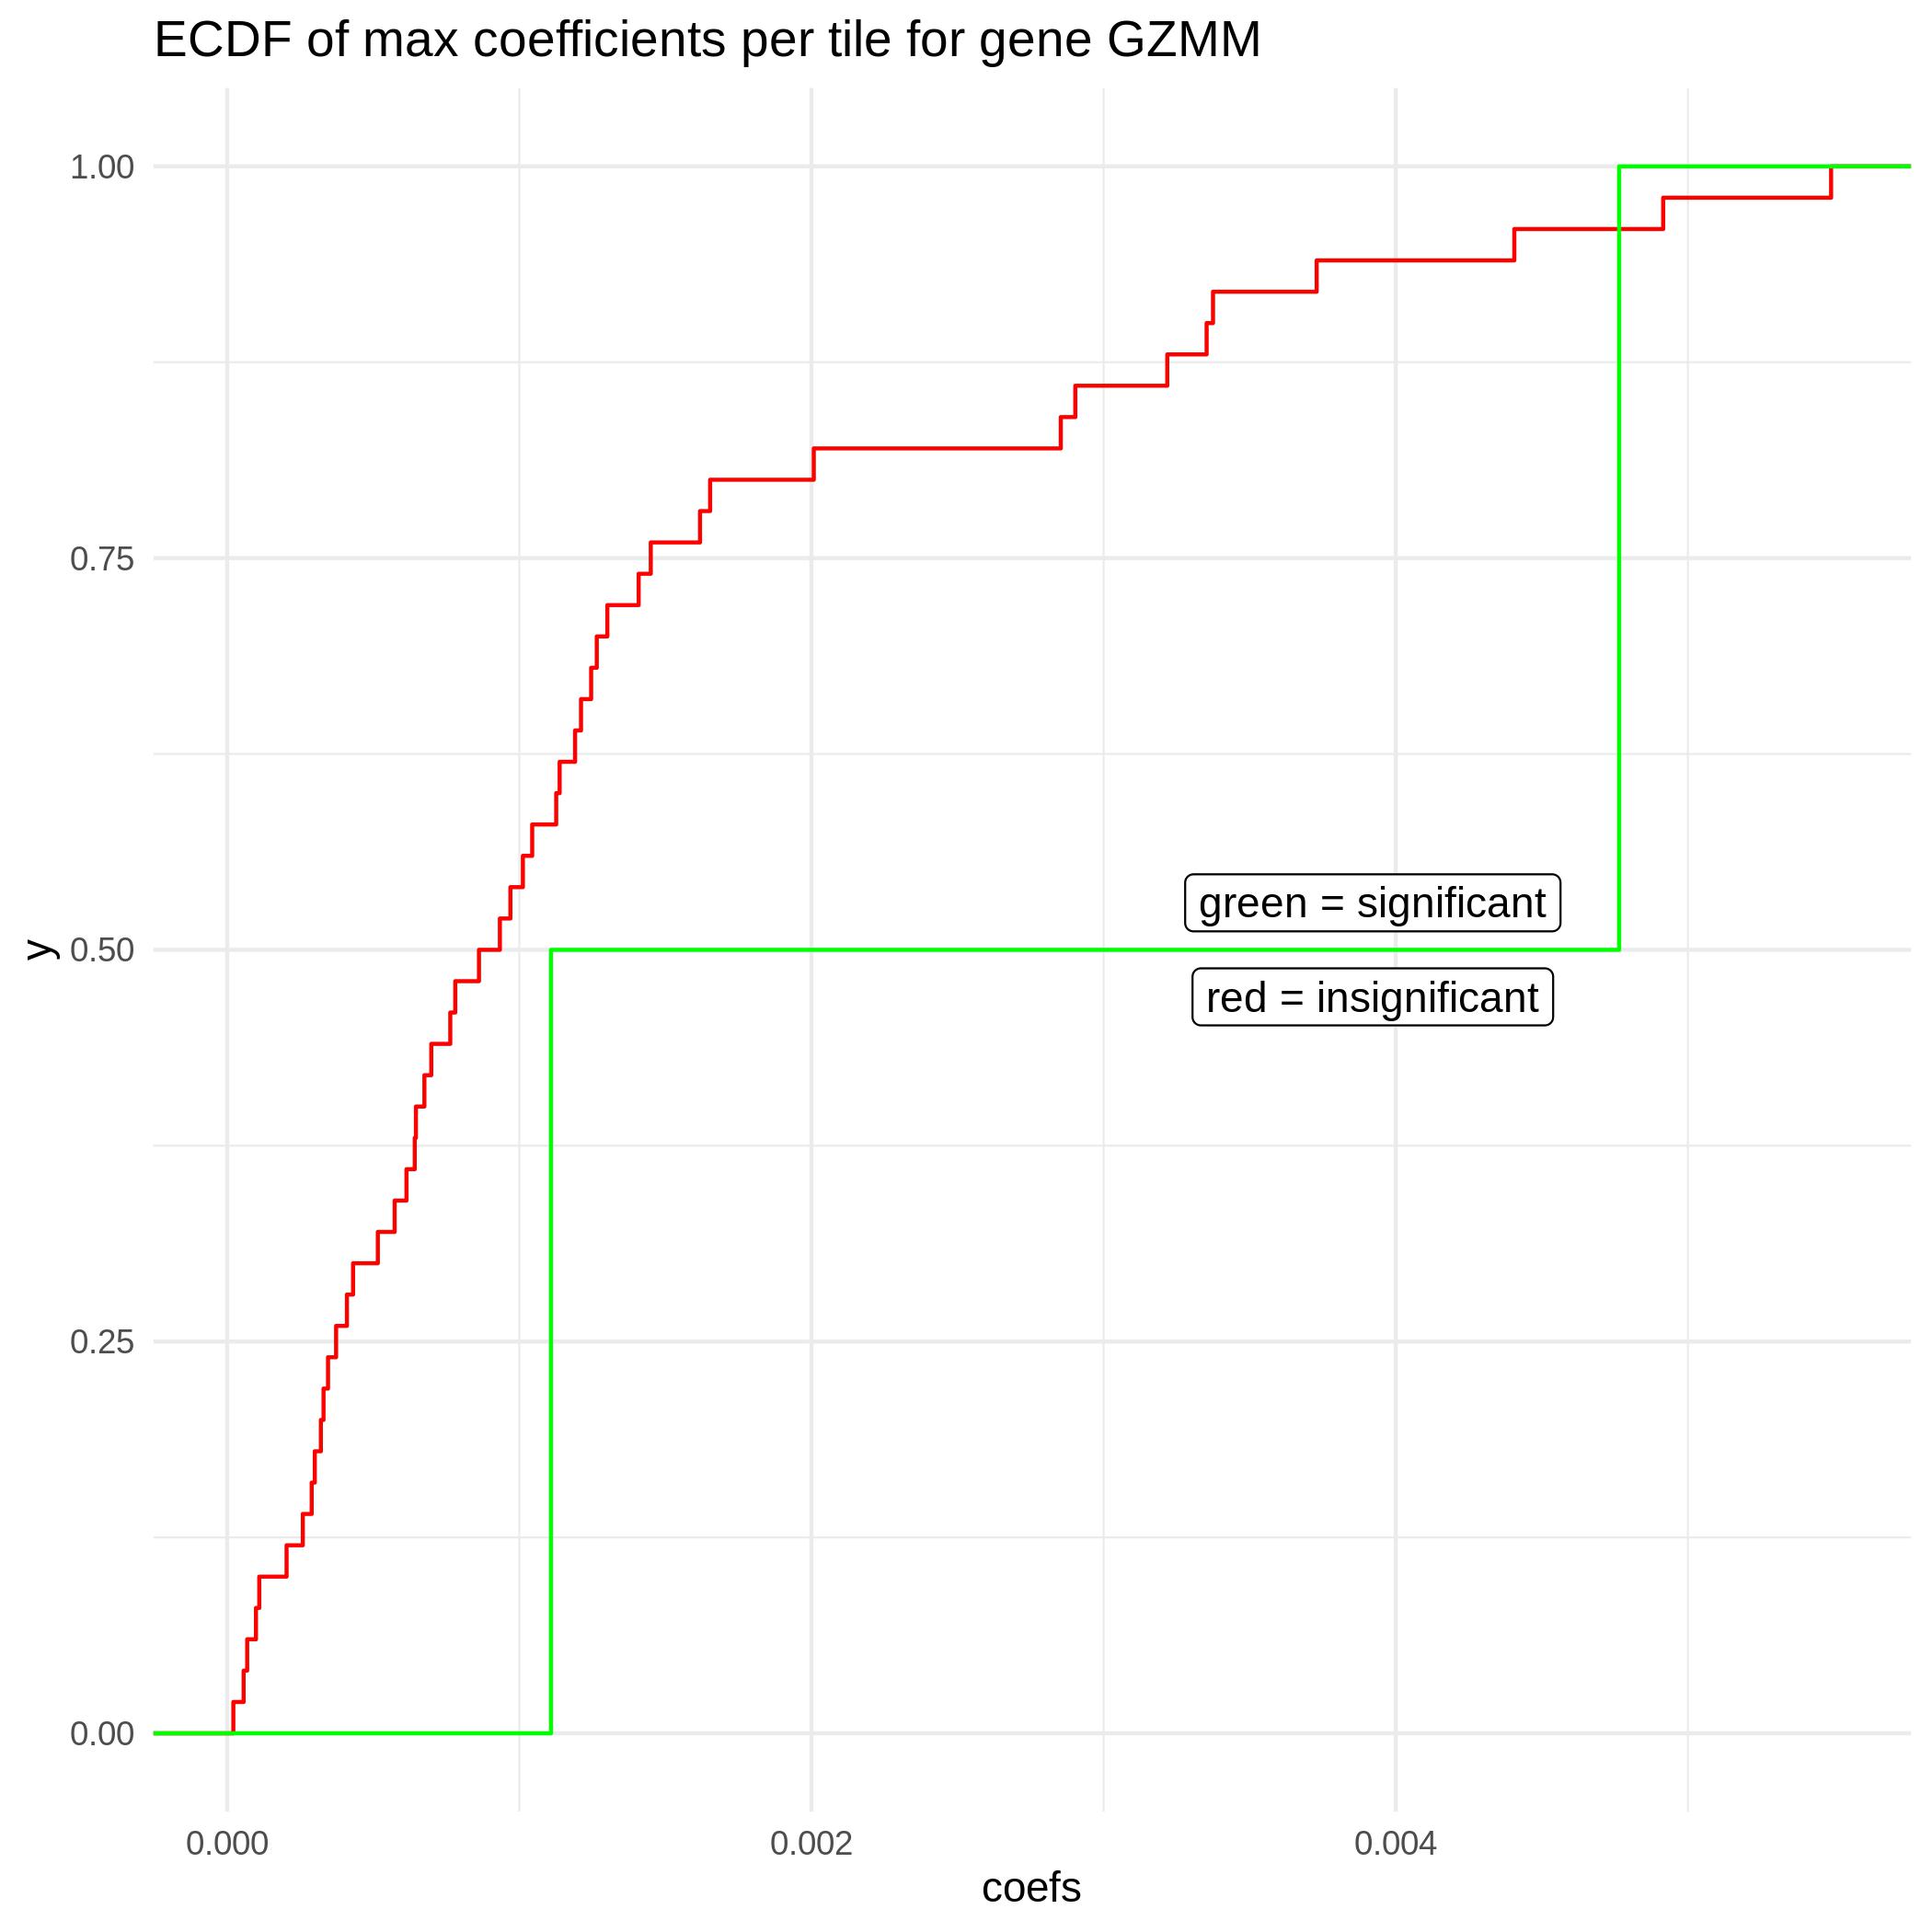 ECDF of max coefficients per tile for gene GZMM
1.00
0.75
0.50
0.25
0.00
y
green = significant
red = insignificant
0.000 0.002 0.004
coefs